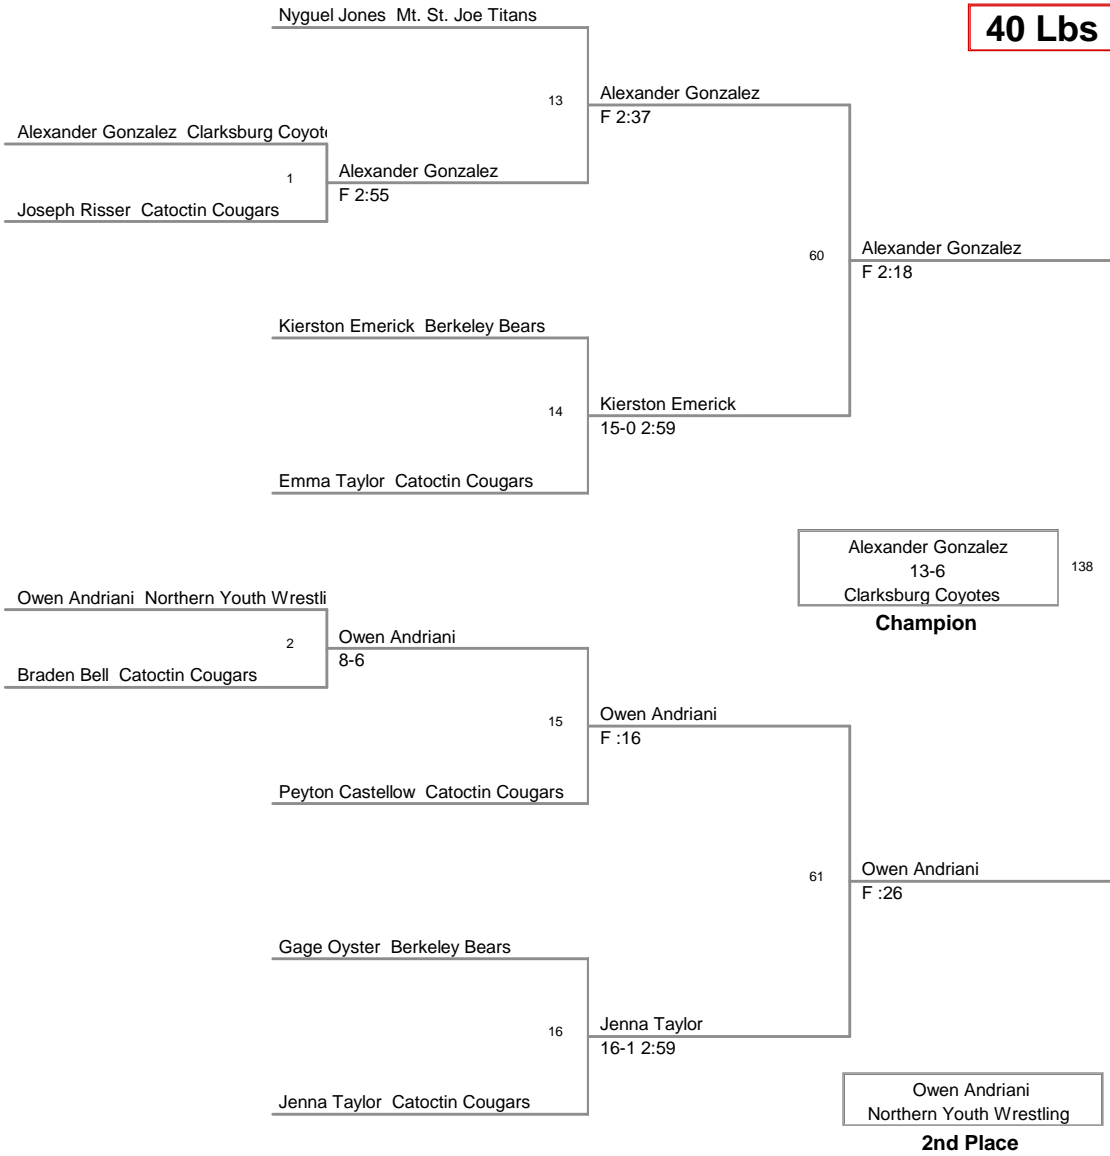 Nyguel Jones  Mt. St. Joe Titans
40 Lbs
13
Alexander Gonzalez
F 2:37
Alexander Gonzalez  Clarksburg Coyote
1
Alexander Gonzalez
F 2:55
Joseph Risser  Catoctin Cougars
60
Alexander Gonzalez
F 2:18
Kierston Emerick  Berkeley Bears
14
Kierston Emerick
15-0 2:59
Emma Taylor  Catoctin Cougars
Alexander Gonzalez
13-6
Clarksburg Coyotes
138
Champion
Owen Andriani  Northern Youth Wrestli
2
Owen Andriani
8-6
Braden Bell  Catoctin Cougars
15
Owen Andriani
F :16
Peyton Castellow  Catoctin Cougars
61
Owen Andriani
F :26
Gage Oyster  Berkeley Bears
16
Jenna Taylor
16-1 2:59
Jenna Taylor  Catoctin Cougars
Owen Andriani
Northern Youth Wrestling
2nd Place